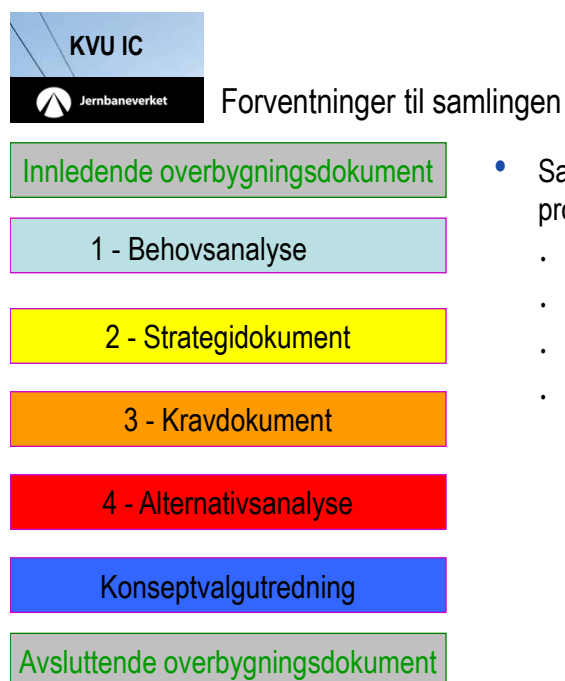 KVU IC
Jernbaneverket
Forventninger til samlingen
Innledende overbygningsdokument
1 - Behovsanalyse
2 - Strategidokument
3 - Kravdokument
4 - Alternativsanalyse
Konseptvalgutredning
Avsluttende overbygningsdokument